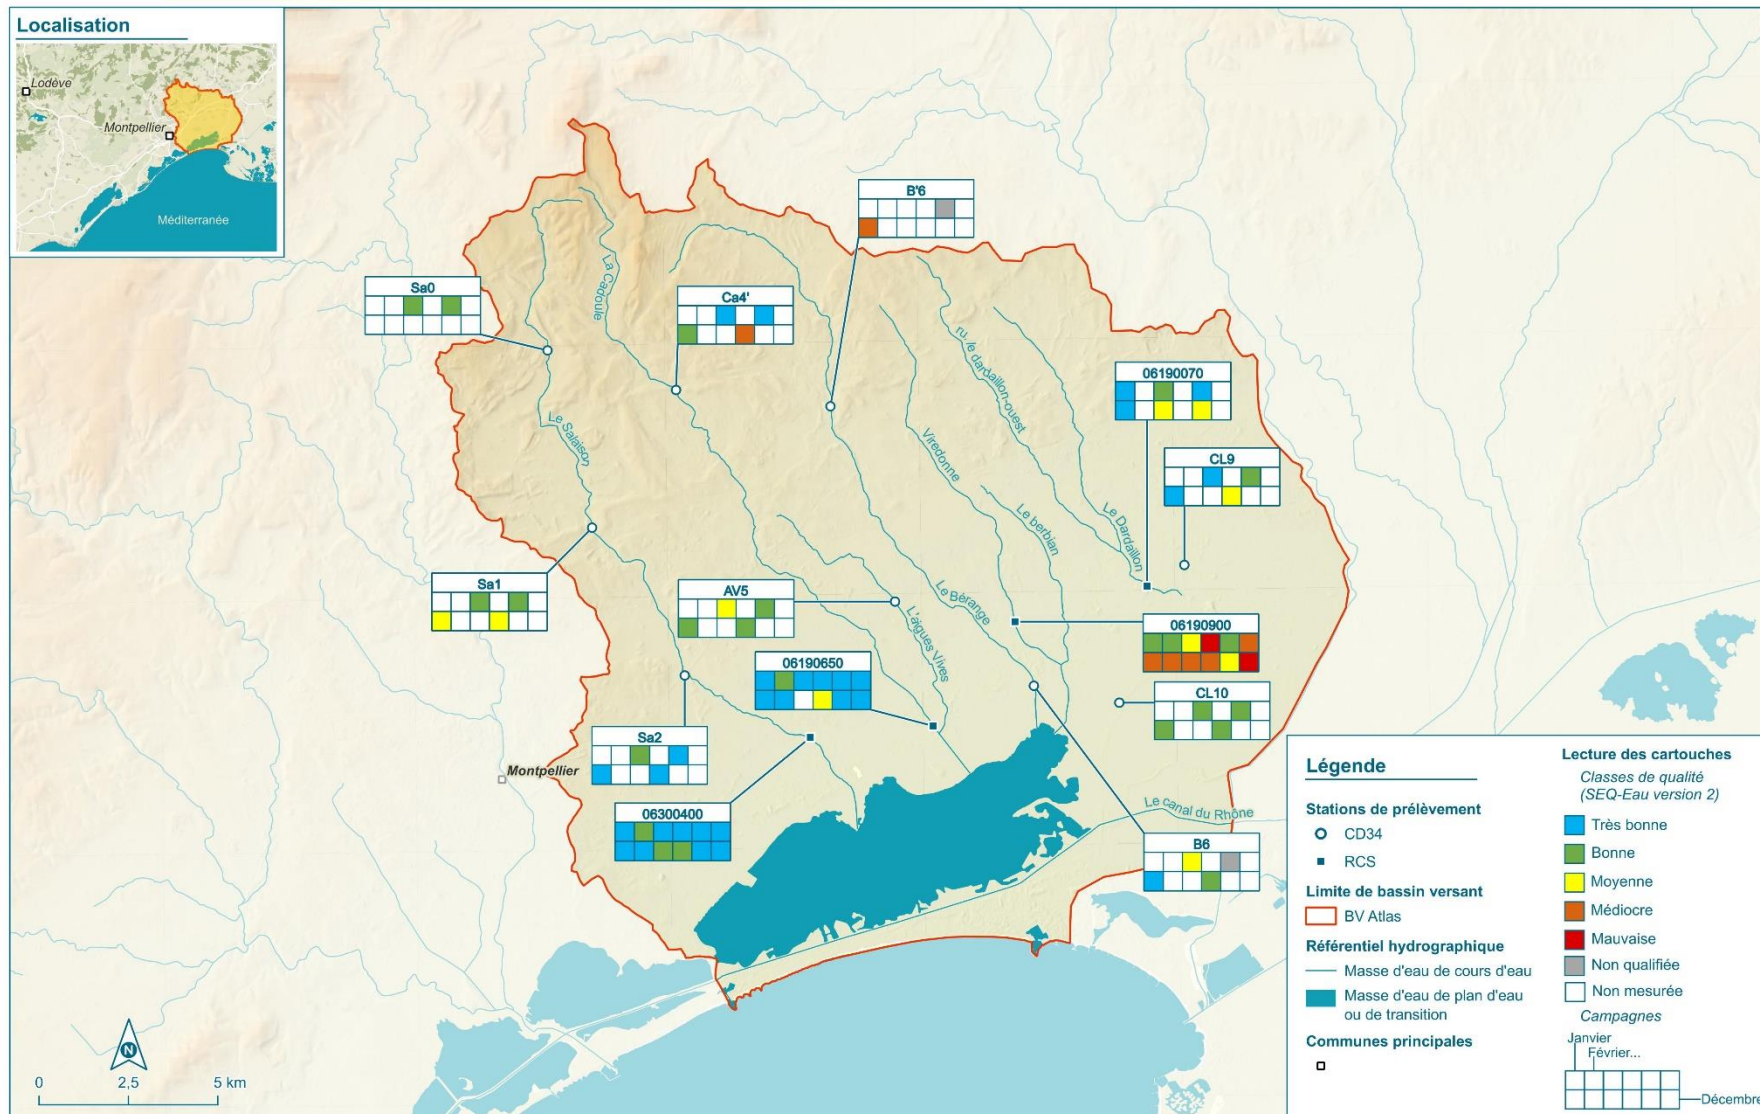 Localisation
Lodève
Montpellier
Méditerranée
B'6
Sa0
Ca4'
La Cadoule
ru. le dardaillon-ouest
06190070
Le Salaison
Viredonne
CL9
Le berbian
Le Dardaillon
Sa1
AV5
Le Bérange
L'aigues Vives
06190900
06190650
CL10
Sa2
Montpellier
06300400
Le canal du Rhône
B6
Légende
Stations de prélèvement
CD34
RCS
Limite de bassin versant
BV Atlas
Référentiel hydrographique
Masse d'eau de cours d'eau
Masse d'eau de plan d'eau
ou de transition
Communes principales
Lecture des cartouches
Classes de qualité
(SEQ-Eau version 2)
Très bonne
Bonne
Moyenne
Médiocre
Mauvaise
Non qualifiée
Non mesurée
Campagnes
Janvier
Février...
Décembre
N
0 2,5 5 km